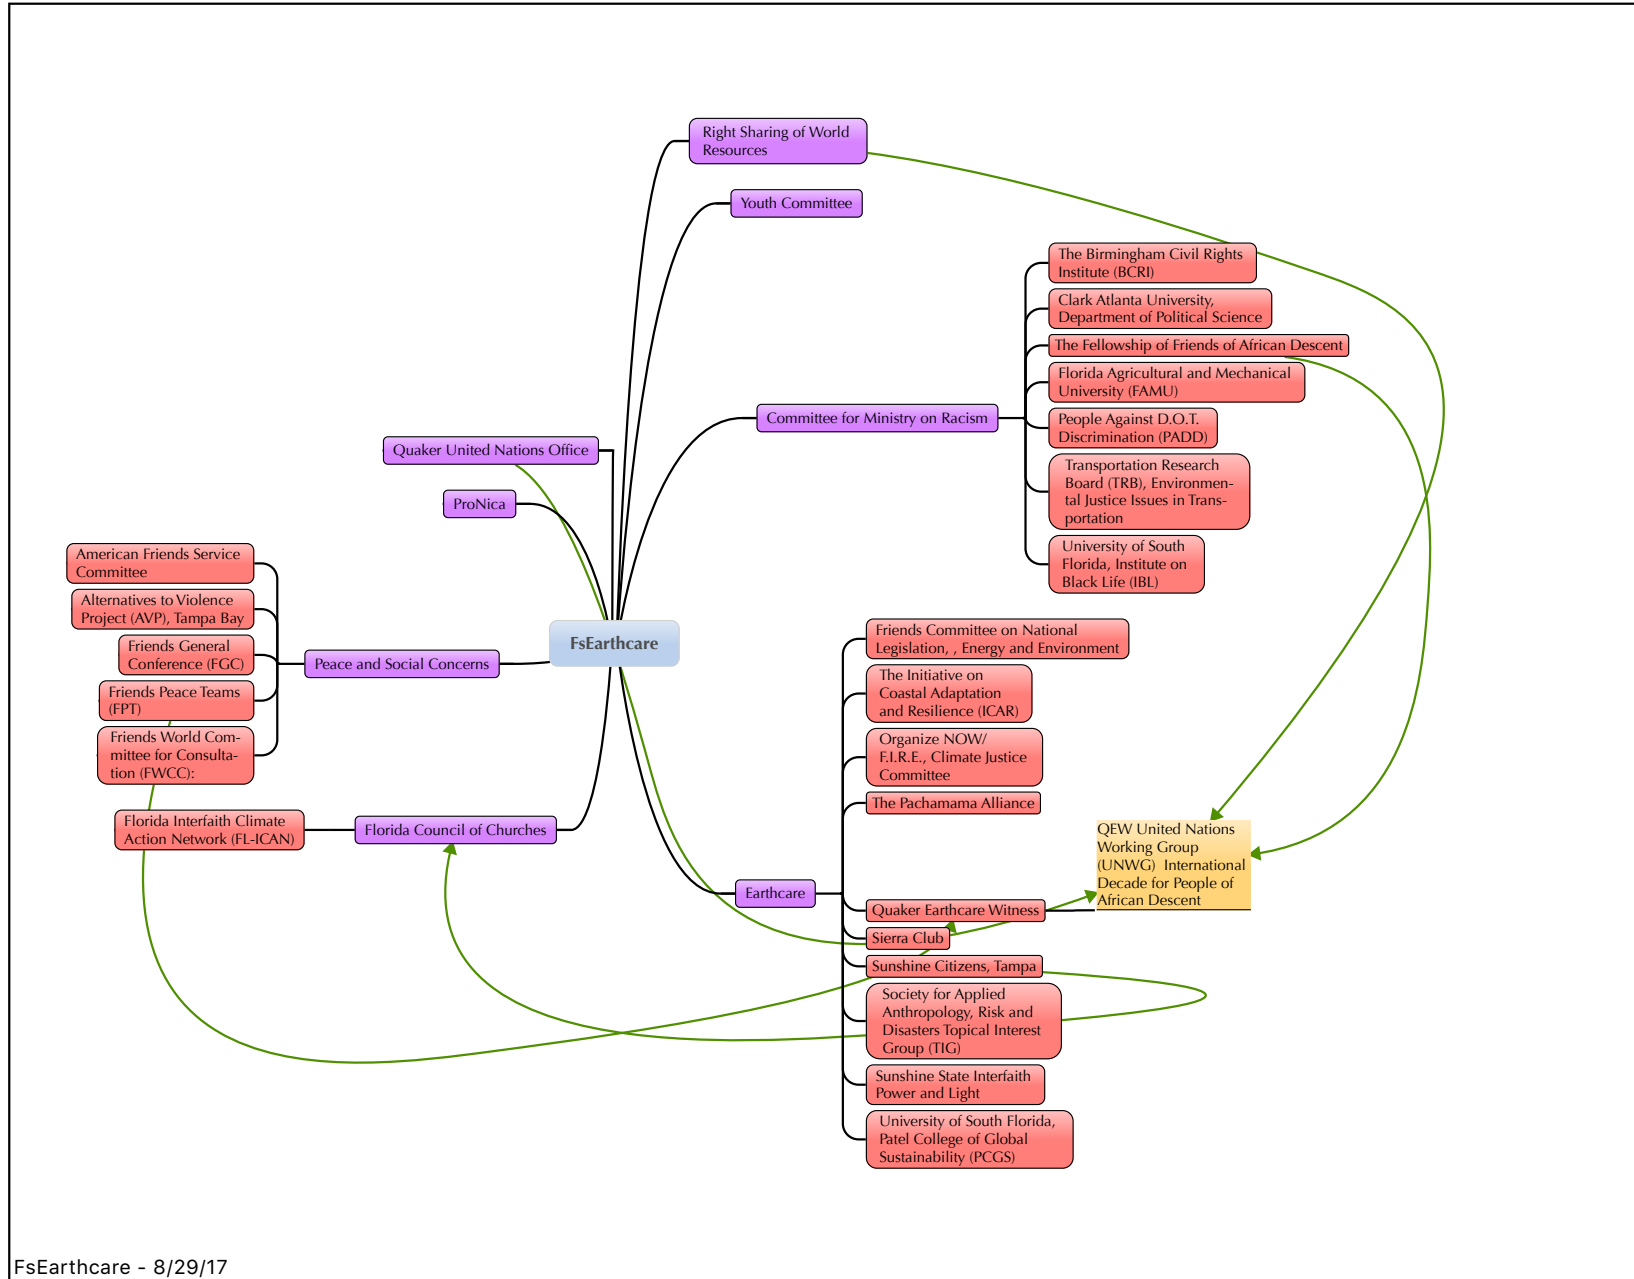 Right Sharing of World
Resources
Youth Committee
The Birmingham Civil Rights
Institute (BCRI)
Clark Atlanta University,
Department of Political Science
The Fellowship of Friends of African Descent
Florida Agricultural and Mechanical
University (FAMU)
Committee for Ministry on Racism
People Against D.O.T.
Discrimination (PADD)
Transportation Research
Board (TRB), Environmen-
tal Justice Issues in Trans-
portation
University of South
Florida, Institute on
Black Life (IBL)
Quaker United Nations Office
ProNica
American Friends Service
Committee
Alternatives to Violence
Project (AVP), Tampa Bay
Friends General
Conference (FGC)
Peace and Social Concerns
Friends Peace Teams
(FPT)
Friends World Com-
mittee for Consulta-
tion (FWCC):
FsEarthcare
Florida Interfaith Climate
Action Network (FL-ICAN)
Florida Council of Churches
Friends Committee on National
Legislation, , Energy and Environment
The Initiative on
Coastal Adaptation
and Resilience (ICAR)
Organize NOW/
F.I.R.E., Climate Justice
Committee
The Pachamama Alliance
Earthcare
Quaker Earthcare Witness
QEW United Nations
Working Group
(UNWG)  International
Decade for People of
African Descent
Sierra Club
Sunshine Citizens, Tampa
Society for Applied
Anthropology, Risk and
Disasters Topical Interest
Group (TIG)
Sunshine State Interfaith
Power and Light
University of South Florida,
Patel College of Global
Sustainability (PCGS)
FsEarthcare - 8/29/17